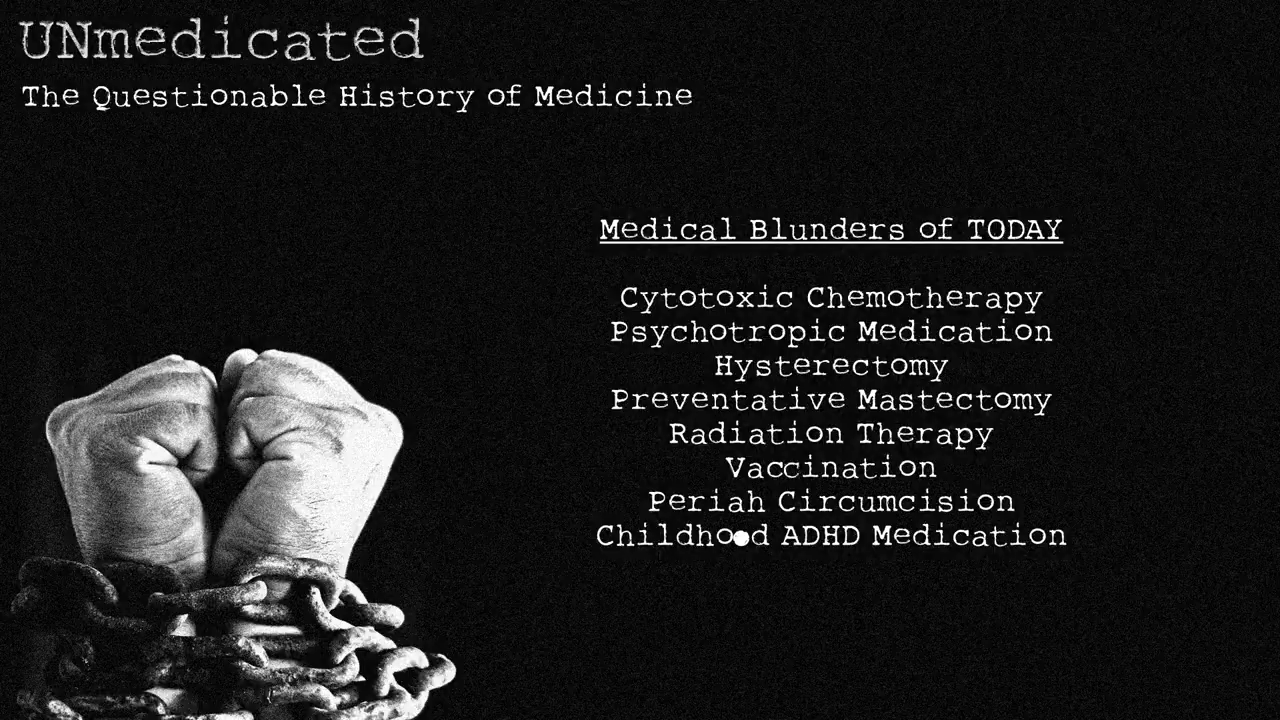 UNmedicated
The Questionable History of Medicine
Medical Blunders of TODAY
Cytotoxic Chemotherapy
Psychotropic Medication
Hysterectomy
Preventative Mastectomy
Radiation Therapy
Vaccination
Periah Circumcision
Childhood ADHD Medication